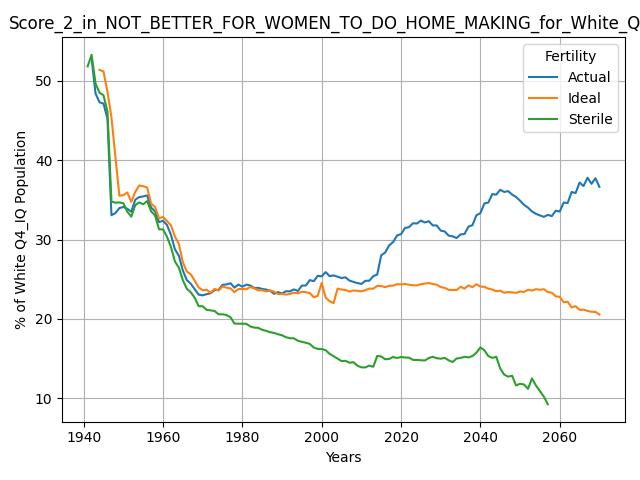 Score_2_in_NOT_BETTER_FOR_WOMEN_TO_DO_HOME_MAKING_for_White_Q
Fertility
Actual
Ideal
Sterile
% of White Q4_IQ Population
50
40
30
20
10
1940
1960
1980
2000
2020
2040
2060
Years